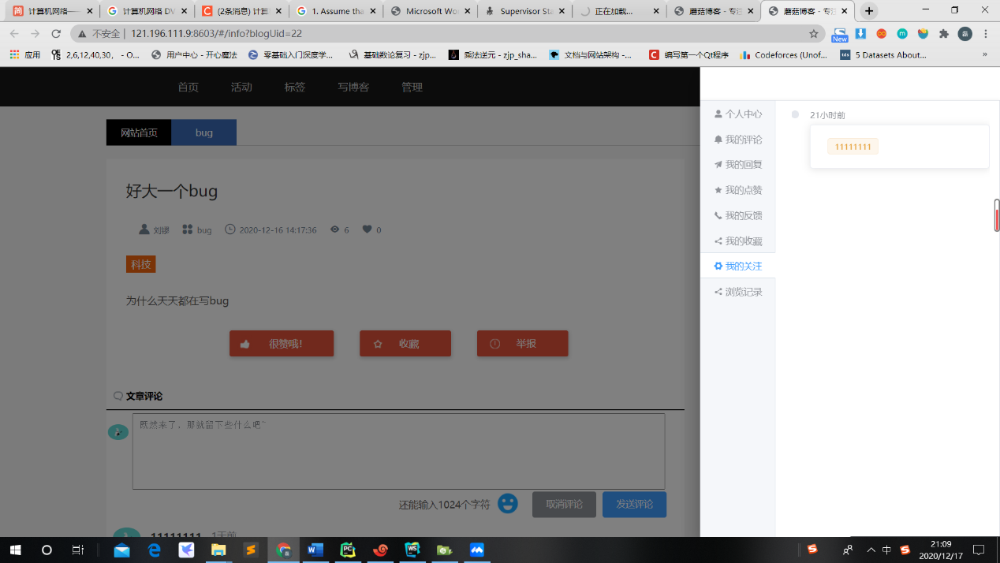 计算机网络—
计算机网络 DV
(2条消息) 计算
1. Assume tha
Microsoft Wor
Supervisor Sta
正在加载...
蘑菇博客 - 专注
蘑菇博客 - 专注
不安全 | 121.196.111.9:8603/#/info?blogUid=22
New
磊
应用
2,6,12,40,30, - O...
用户中心 - 开心魔法
零基础入门深度学...
基础数论复习 - zjp...
乘法逆元 - zjp_sha...
文档与网站架构 -...
编写第一个Qt程序
Codeforces (Unof...
5 Datasets About...
»
首页
活动
标签
写博客
管理
网站首页
bug
好大一个bug
刘镠
bug
2020-12-16 14:17:36
6
0
科技
为什么天天都在写bug
很赞哦!
收藏
举报
文章评论
既然来了，那就留下些什么吧~
还能输入1024个字符
取消评论
发送评论
11111111
1天前
个人中心
我的评论
我的回复
我的点赞
我的反馈
我的收藏
我的关注
浏览记录
21小时前
11111111
中
21:09
2020/12/17